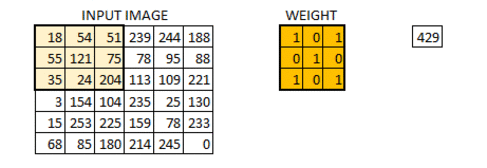 INPUT IMAGE WEIGHT
18 54 51 239 244 188 1 0 1 429
55 121 75 78 95 88 0 1 0
35 24 204 113 109 221 1 0 1
3 154 104 235 25 130
15 253 225 159 78 233
68 85 180 214 245 0